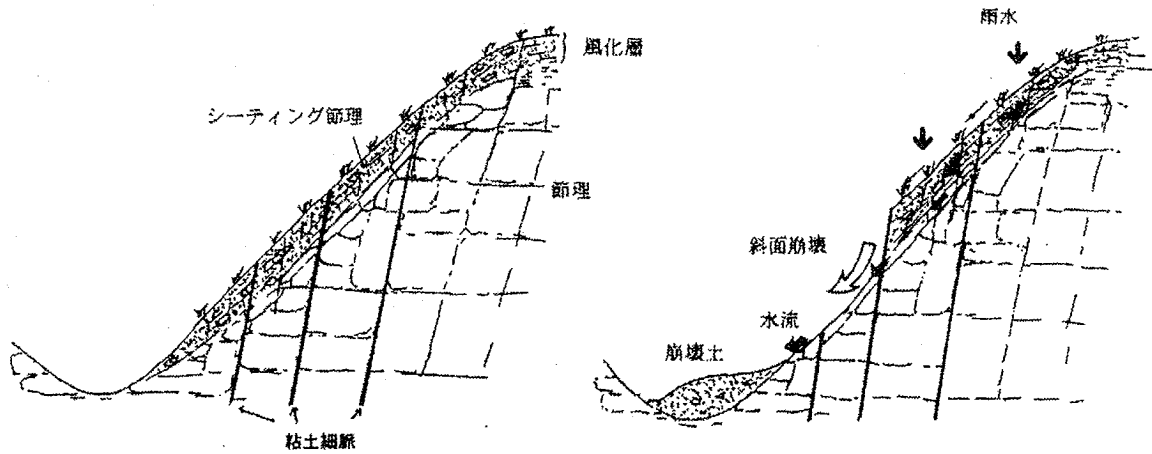 風化層
シーティング節理
節理
粘土細脈
雨水
斜面崩壊
水流
崩壊土